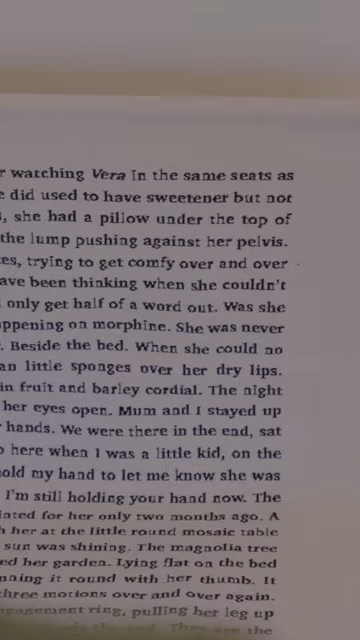 watching Vera in the same seats as
did used to have sweetener but not
she had a pillow under the top of
the lump pushing against her pelvis.
trying to get comfy over and over
been thinking when she couldn't
only get half of a word out. Was she
on morphine. She was never
Beside the bed. When she could no
little sponges over her dry lips.
in fruit and barley cordial. The night
her eyes open. Mum and I stayed up
hands. We were there in the end, sat
here when I was a little kid, on the
hold my hand to let me know she was
I'm still holding your hand now. The
for her only two months ago. A
her at the little round mosaic table
sun was shining. The magnolia tree
her garden. Lying flat on the bed
it round with her thumb. It
three motions over and over again.
ring, pulling her leg up